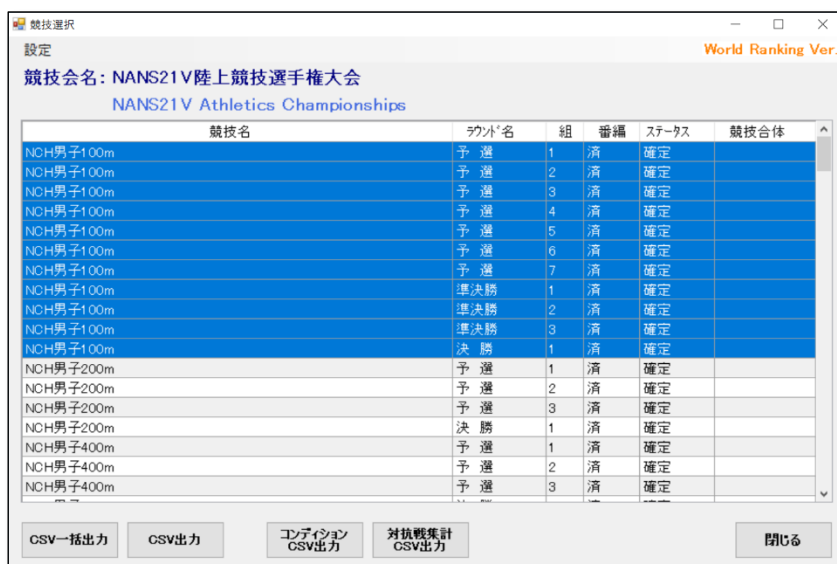 競技選択
設定
World Ranking Ver.
競技会名: NANS21V陸上競技選手権大会
NANS21V Athletics Championships
競技名 ラウンド名 組 番編 ステータス 競技合体
NCH男子100m 予 選 1 済 確定
NCH男子100m 予 選 2 済 確定
NCH男子100m 予 選 3 済 確定
NCH男子100m 予 選 4 済 確定
NCH男子100m 予 選 5 済 確定
NCH男子100m 予 選 6 済 確定
NCH男子100m 予 選 7 済 確定
NCH男子100m 準決勝 1 済 確定
NCH男子100m 準決勝 2 済 確定
NCH男子100m 準決勝 3 済 確定
NCH男子100m 決 勝 1 済 確定
NCH男子200m 予 選 1 済 確定
NCH男子200m 予 選 2 済 確定
NCH男子200m 予 選 3 済 確定
NCH男子200m 決 勝 1 済 確定
NCH男子400m 予 選 1 済 確定
NCH男子400m 予 選 2 済 確定
NCH男子400m 予 選 3 済 確定
CSV一括出力
CSV出力
コンディション
CSV出力
対抗戦集計
CSV出力
閉じる